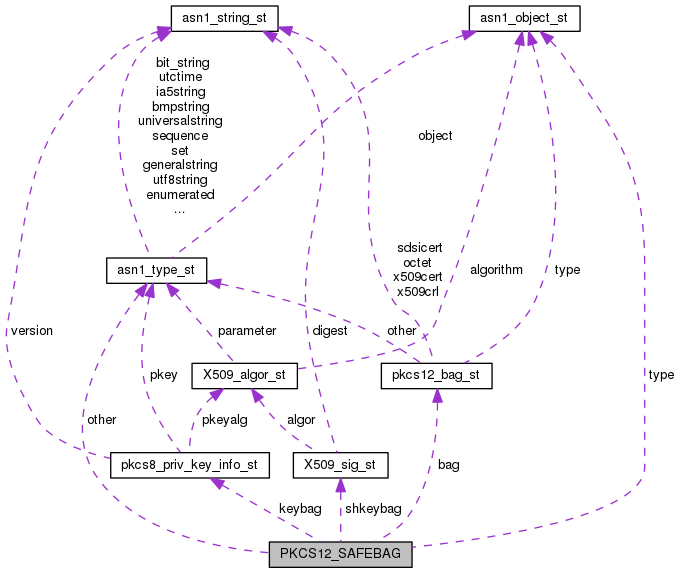 asn1_string_st
asn1_object_st
bit_string
utctime
ia5string
bmpstring
universalstring
sequence
set
generalstring
utf8string
enumerated
...
object
sdsicert
octet
x509cert
x509crl
asn1_type_st
algorithm
type
version
parameter
digest
other
pkey
X509_algor_st
pkcs12_bag_st
type
other
pkeyalg
algor
pkcs8_priv_key_info_st
X509_sig_st
bag
keybag
shkeybag
PKCS12_SAFEBAG